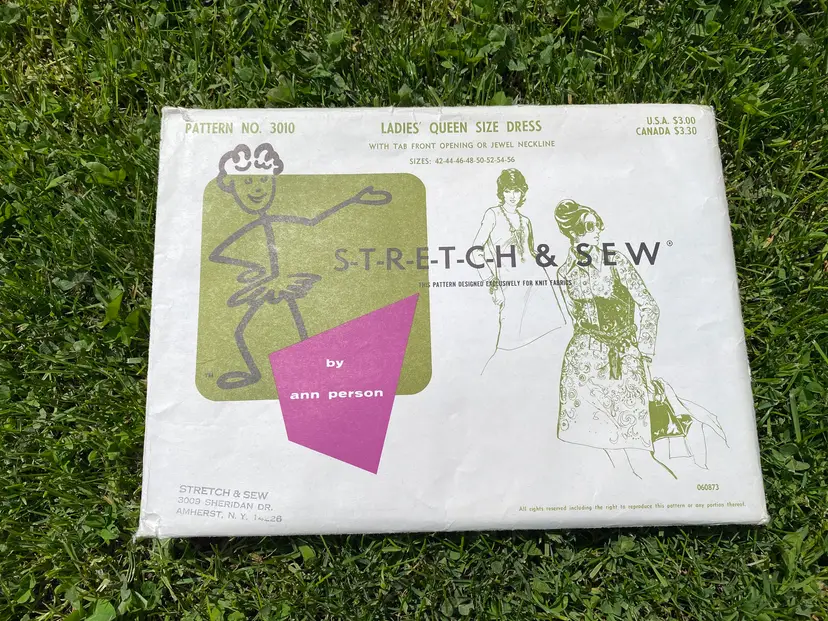 PATTERN NO. 3010
LADIES' QUEEN SIZE DRESS
U.S.A. $3.00
CANADA $3.30
WITH TAB FRONT OPENING OR JEWEL NECKLINE
SIZES: 42-44-46-48-50-52-54-56
S-T-R-E-T-C-H & SEW®
THIS PATTERN DESIGNED EXCLUSIVELY FOR KNIT FABRICS
by
ann person
TM
STRETCH & SEW
3009 SHERIDAN DR.
AMHERST, N. Y.
060873
All rights reserved including the right to reproduce this pattern or any portion thereof.